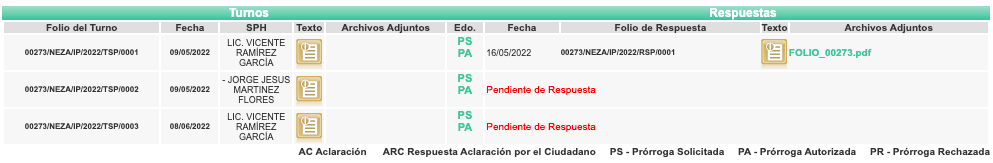 Turnos Respuestas
Folio del Turno Fecha SPH Texto Archivos Adjuntos Edo. Fecha Folio de Respuesta Texto Archivos Adjuntos
00273/NEZA/IP/2022/TSP/0001 09/05/2022 LIC. VICENTE RAMÍREZ GARCÍA PS PA 16/05/2022 00273/NEZA/IP/2022/RSP/0001 FOLIO_00273.pdf
00273/NEZA/IP/2022/TSP/0002 09/05/2022 - JORGE JESUS MARTINEZ FLORES PS PA Pendiente de Respuesta
00273/NEZA/IP/2022/TSP/0003 08/06/2022 LIC. VICENTE RAMÍREZ GARCÍA PS PA Pendiente de Respuesta
AC Aclaración ARC Respuesta Aclaración por el Ciudadano PS - Prórroga Solicitada PA - Prórroga Autorizada PR - Prórroga Rechazada